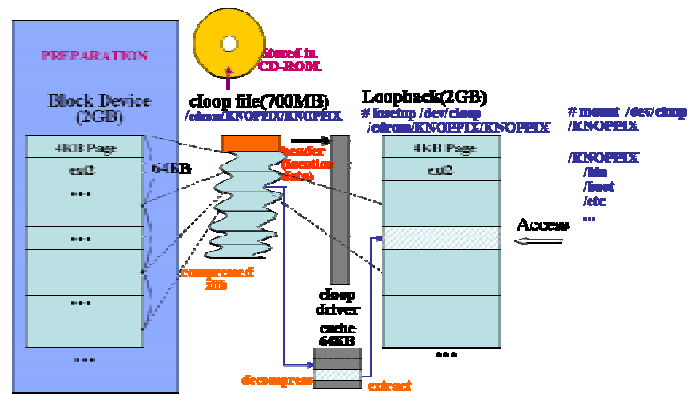 PREPARATION
Block Device
(2GB)
4KB Page
ext2
...
...
...
...
64KB
stored in
CD-ROM.
cloop file(700MB)
/cdrom/KNOPPIX/KNOPPIX
header
(location
data)
compressed
cloop
driver
cache
64KB
decompress
extract
Loopback(2GB)
# losetup /dev/cloop
/cdrom/KNOPPIX/KNOPPIX
4KB Page
ext2
...
# mount /dev/cloop
/KNOPPIX
/KNOPPIX
/bin
/boot
/etc
...
Access